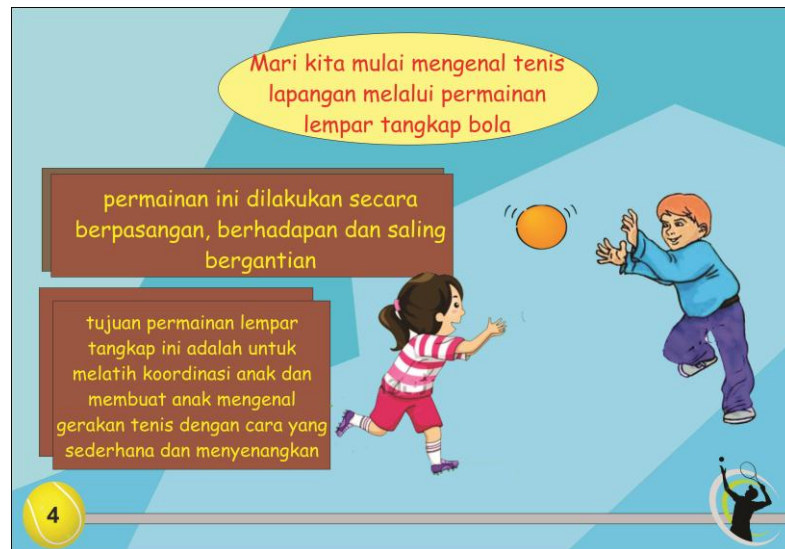 Mari kita mulai mengenal tenis
lapangan melalui permainan
lempar tangkap bola
permainan ini dilakukan secara
berpasangan, berhadapan dan saling
bergantian
tujuan permainan lempar
tangkap ini adalah untuk
melatih koordinasi anak dan
membuat anak mengenal
gerakan tenis dengan cara yang
sederhana dan menyenangkan
4